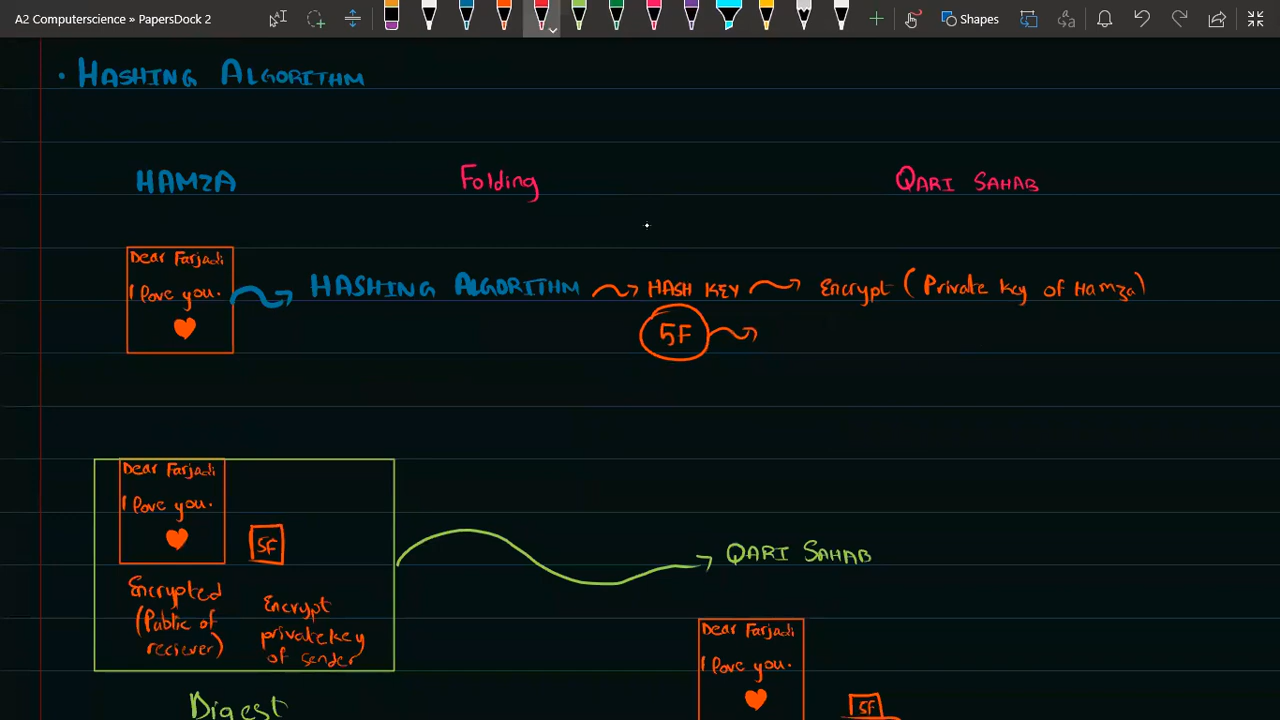 A2 Computerscience » PapersDock 2
Shapes
• HASHING ALGORITHM
HAMZA
Folding
QARI SAHAB
Dear Farjadi
I love you.
HASHING ALGORITHM
HASH KEY
Encrypt (Private key of Hamza)
5F
Dear Farjadi
I love you.
5F
QARI SAHAB
Encrypted
(Public of
reciever)
Encrypt
private key
of sender
Digest
Dear Farjadi
I love you.
5F